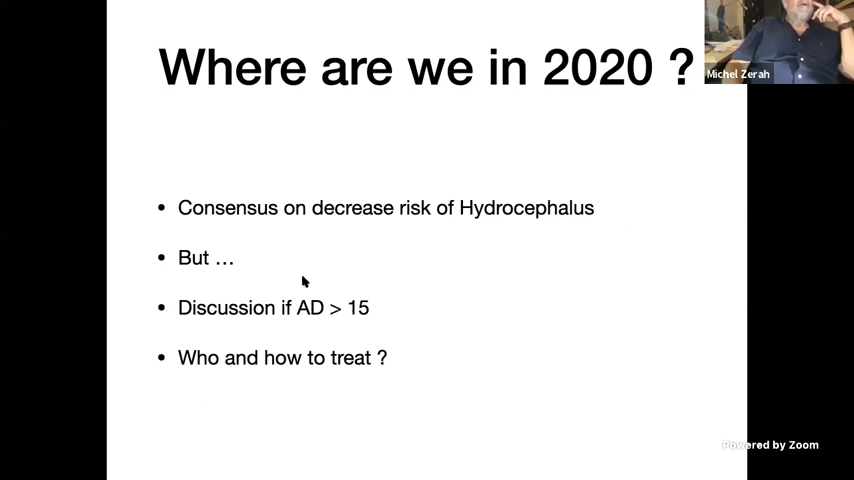 Where are we in 2020 ?
Michel Zerah
• Consensus on decrease risk of Hydrocephalus
• But …
• Discussion if AD > 15
• Who and how to treat ?
Powered by Zoom